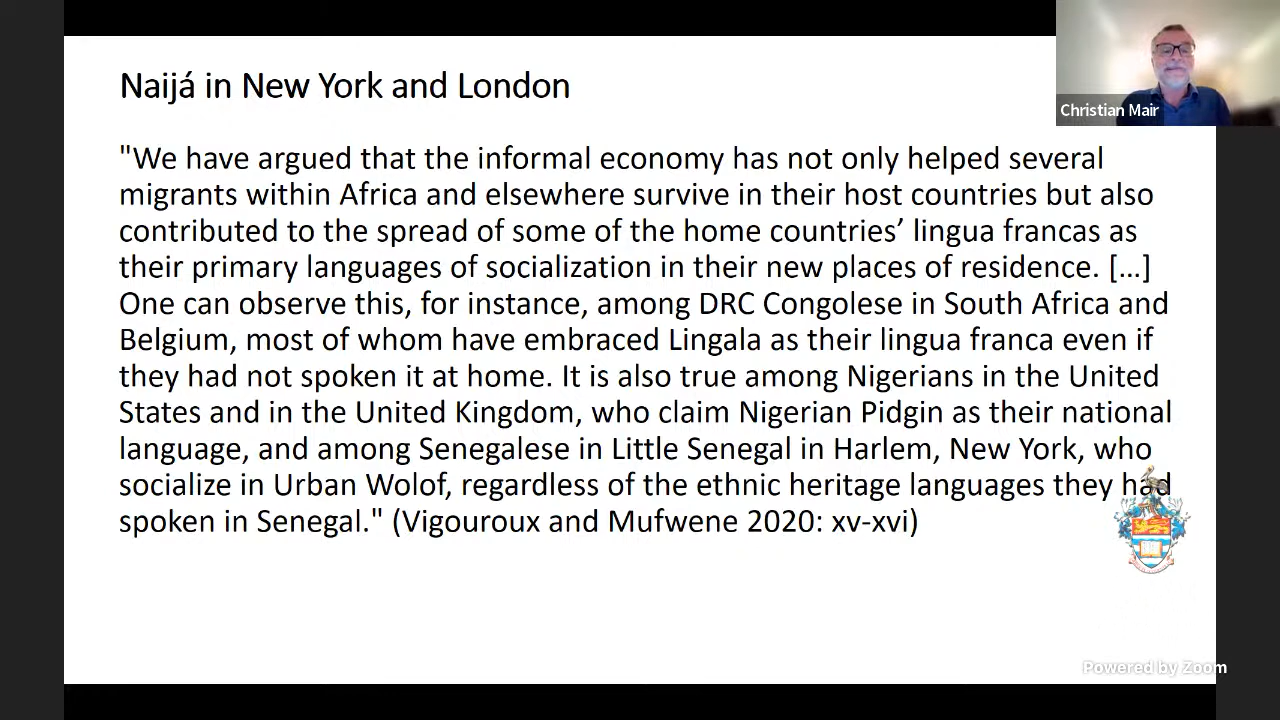 Naijá in New York and London
Christian Mair
"We have argued that the informal economy has not only helped several
migrants within Africa and elsewhere survive in their host countries but also
contributed to the spread of some of the home countries’ lingua francas as
their primary languages of socialization in their new places of residence. […]
One can observe this, for instance, among DRC Congolese in South Africa and
Belgium, most of whom have embraced Lingala as their lingua franca even if
they had not spoken it at home. It is also true among Nigerians in the United
States and in the United Kingdom, who claim Nigerian Pidgin as their national
language, and among Senegalese in Little Senegal in Harlem, New York, who
socialize in Urban Wolof, regardless of the ethnic heritage languages they had
spoken in Senegal." (Vigouroux and Mufwene 2020: xv-xvi)
Powered by Zoom